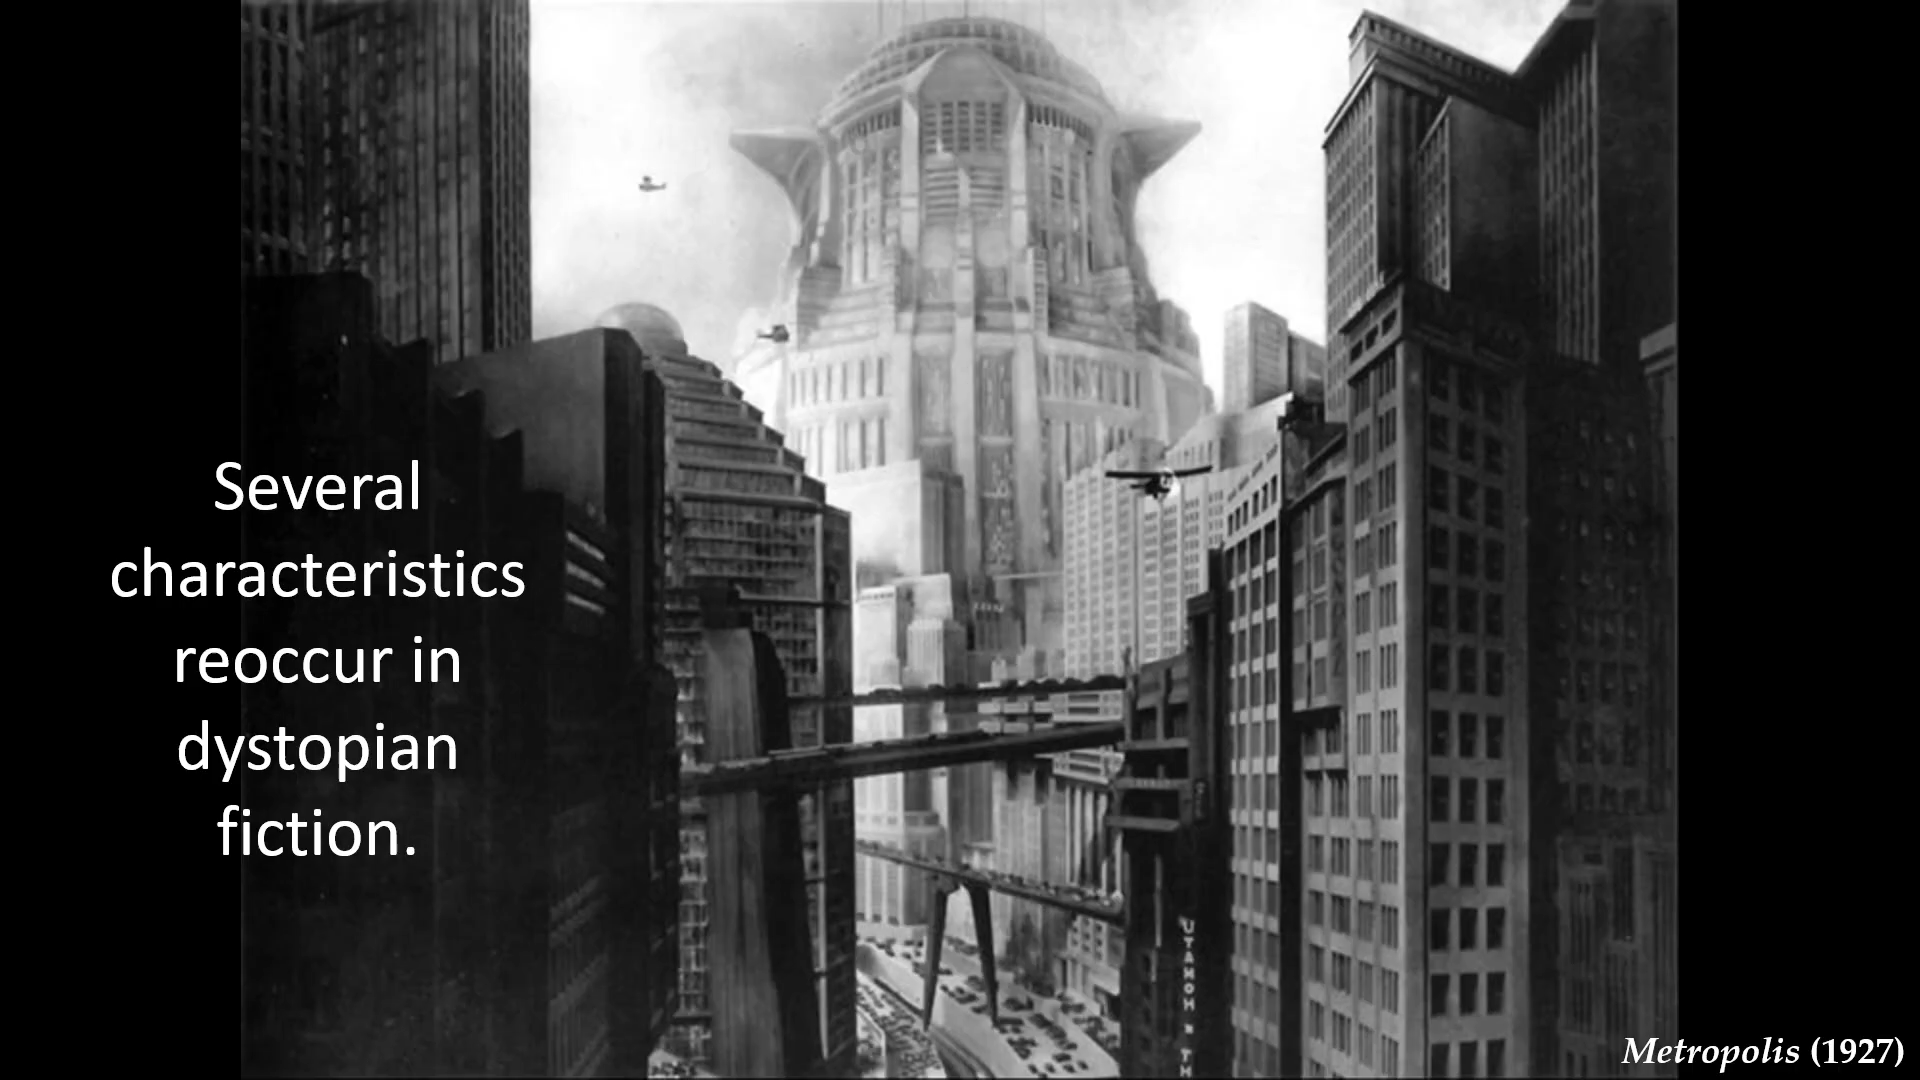 Several
characteristics
reoccur in
dystopian
fiction.
Metropolis (1927)